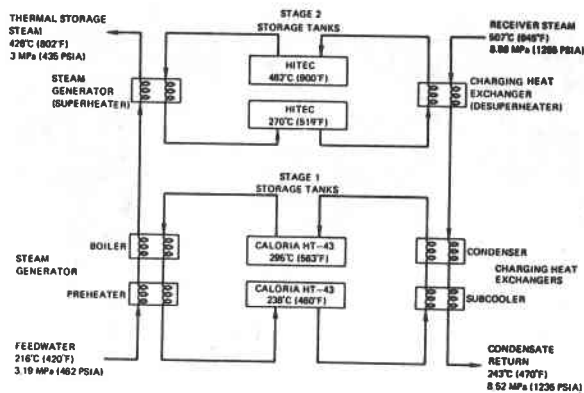 THERMAL STORAGE
STEAM
428°C (802°F)
3 MPa (435 PSIA)
STAGE 2
STORAGE TANKS
RECEIVER STEAM
507°C (945°F)
8.86 MPa (1285 PSIA)
HITEC
482°C (900°F)
STEAM
GENERATOR
(SUPERHEATER)
CHARGING HEAT
EXCHANGER
(DESUPERHEATER)
HITEC
270°C (519°F)
STAGE 1
STORAGE TANKS
BOILER
CALORIA HT-43
295°C (563°F)
CONDENSER
STEAM
GENERATOR
CHARGING HEAT
EXCHANGERS
PREHEATER
CALORIA HT-43
238°C (460°F)
SUBCOOLER
FEEDWATER
216°C (420°F)
3.19 MPa (462 PSIA)
CONDENSATE
RETURN
243°C (470°F)
8.52 MPa (1235 PSIA)